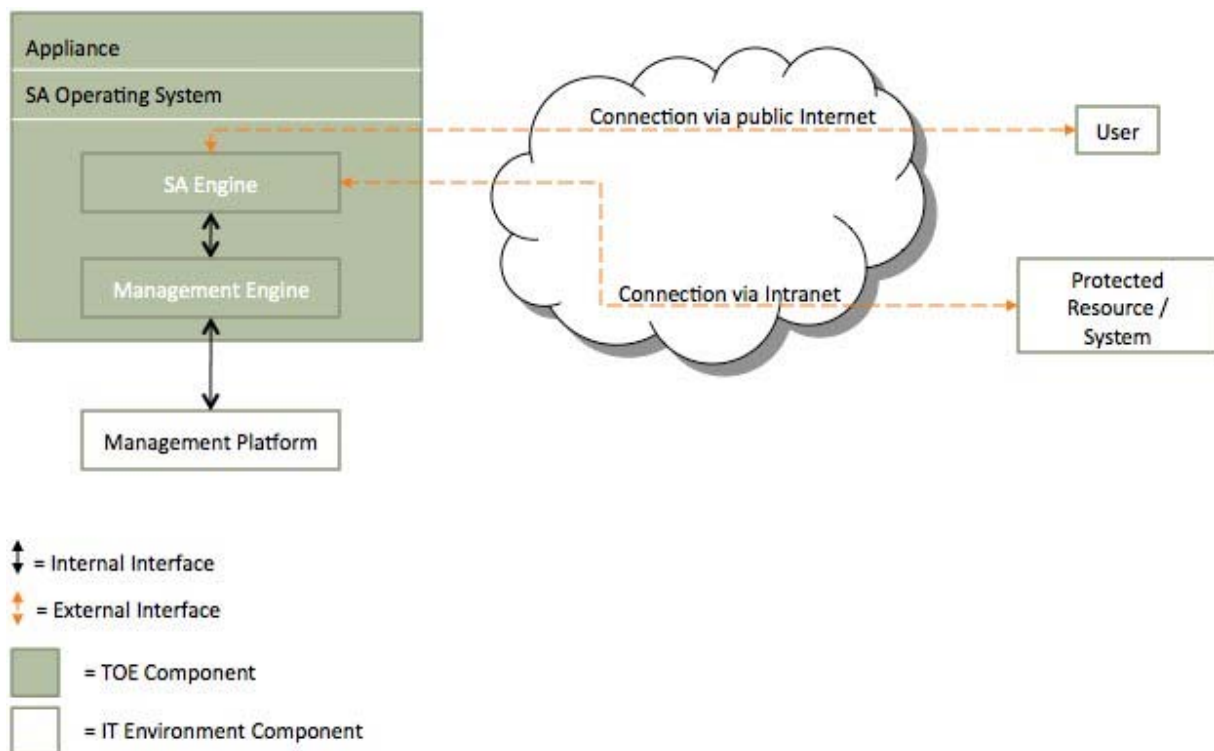 Appliance
SA Operating System
SA Engine
Management Engine
Management Platform
Connection via public Internet
Connection via Intranet
User
Protected
Resource /
System
= Internal Interface
= External Interface
= TOE Component
= IT Environment Component